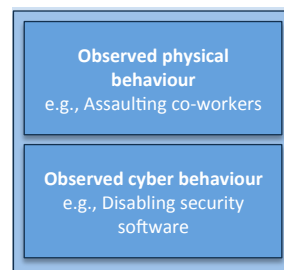 Observed physical
behaviour
e.g., Assaulting co-workers
Observed cyber behaviour
e.g., Disabling security
software